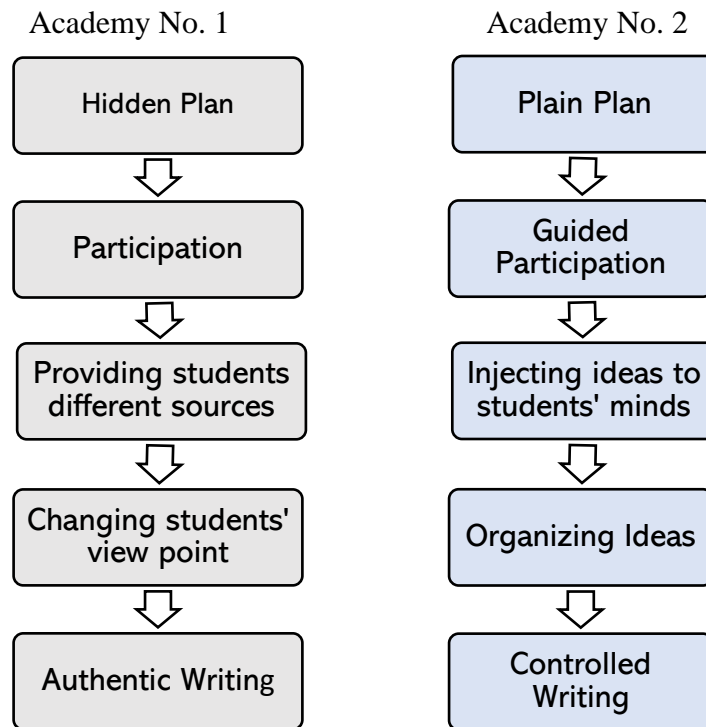 Academy No. 1
Hidden Plan
Participation
Providing students
different sources
Changing students'
view point
Authentic Writing
Academy No. 2
Plain Plan
Guided
Participation
Injecting ideas to
students' minds
Organizing Ideas
Controlled
Writing